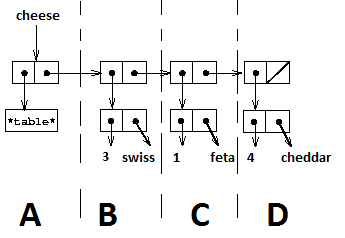 cheese
*table*
3 swiss 1 feta 4 cheddar
A B C D